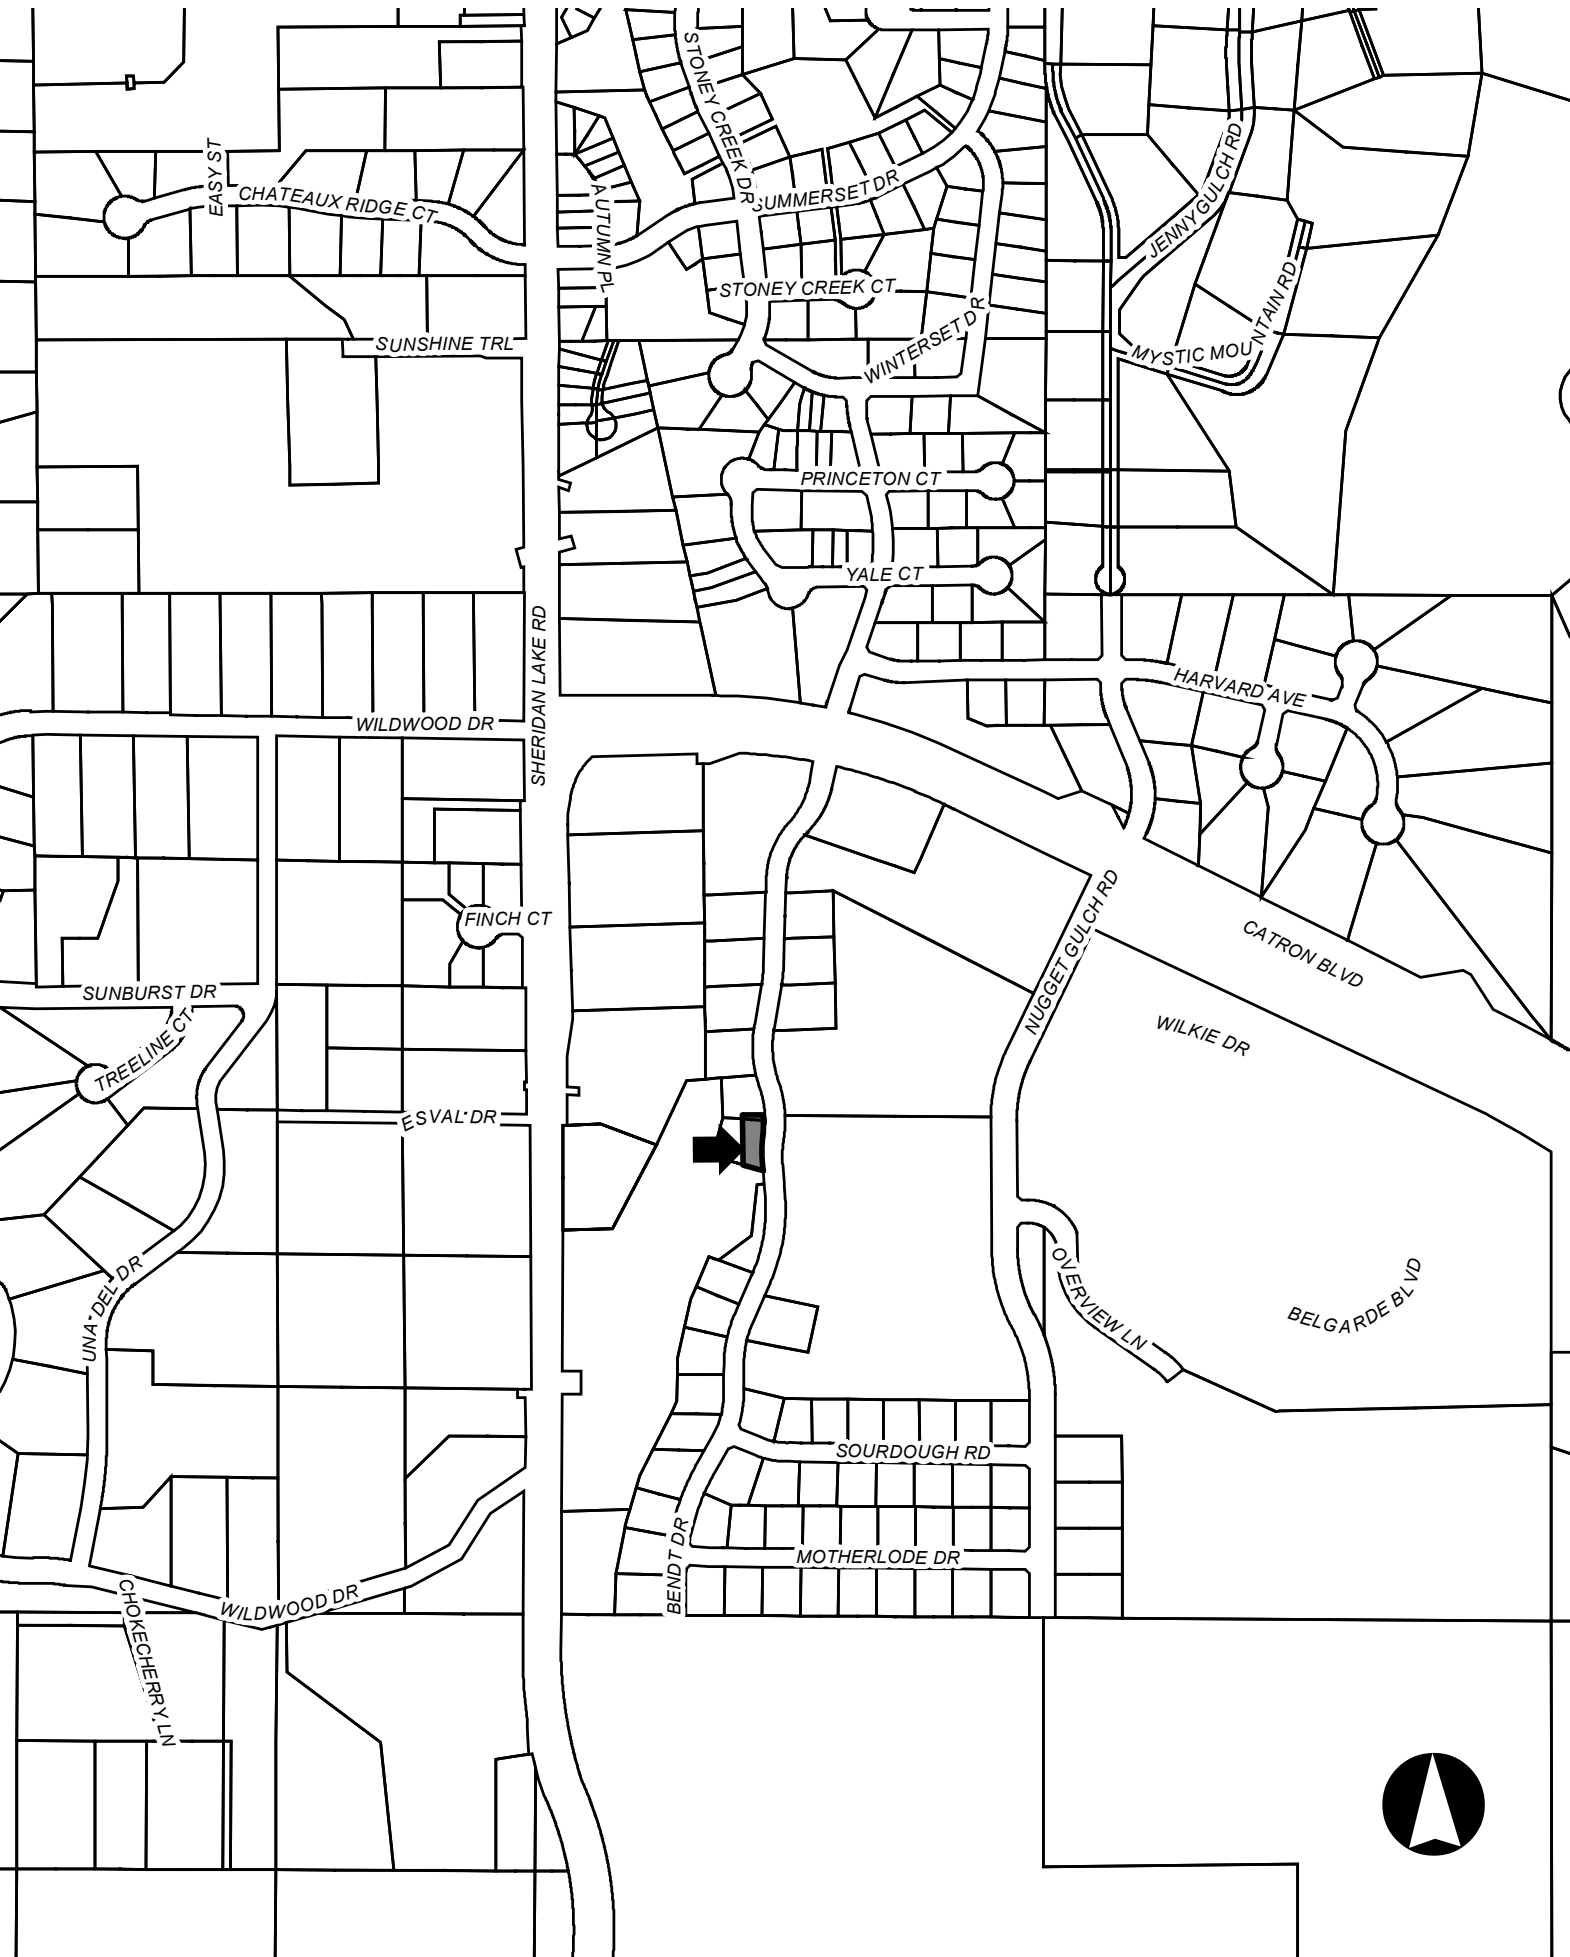 STONEY CREEK DR
EASY ST
CHATEAUX RIDGE CT
AUTUMN PL
SUMMERSET DR
JENNY GULCH RD
STONEY CREEK CT
WINTERSET DR
MYSTIC MOUNTAIN RD
SUNSHINE TRL
PRINCETON CT
YALE CT
SHERIDAN LAKE RD
HARVARD AVE
WILDWOOD DR
FINCH CT
NUGGET GULCH RD
CATRON BLVD
SUNBURST DR
TREELINE CT
WILKIE DR
ESVAL DR
UNA DEL DR
OVERVIEW LN
BELGARDE BLVD
SOURDOUGH RD
BENDT DR
MOTHERLODE DR
CHOKECHERRY LN
WILDWOOD DR